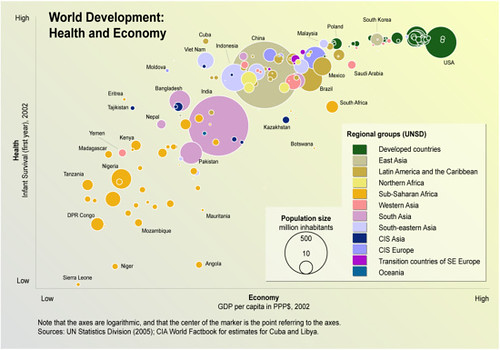 World Development:
Health and Economy
High
Health
Infant Survival (first year), 2002
Low
Low
Economy
GDP per capita in PPP$, 2002
High
South Korea
Poland
Malaysia
China
Cuba
Indonesia
Viet Nam
USA
Moldova
Mexico
Saudi Arabia
Bangladesh
India
Brazil
Eritrea
South Africa
Tajikistan
Nepal
Kazakhstan
Yemen
Kenya
Botswana
Madagascar
Pakistan
Nigeria
Tanzania
DPR Congo
Mauritania
Mozambique
Niger
Angola
Sierra Leone
Regional groups (UNSD)
Developed countries
East Asia
Latin America and the Caribbean
Northern Africa
Sub-Saharan Africa
Western Asia
South Asia
South-eastern Asia
CIS Asia
CIS Europe
Transition countries of SE Europe
Oceania
Population size
million inhabitants
500
10
Note that the axes are logarithmic, and that the center of the marker is the point referring to the axes.
Sources: UN Statistics Division (2005); CIA World Factbook for estimates for Cuba and Libya.